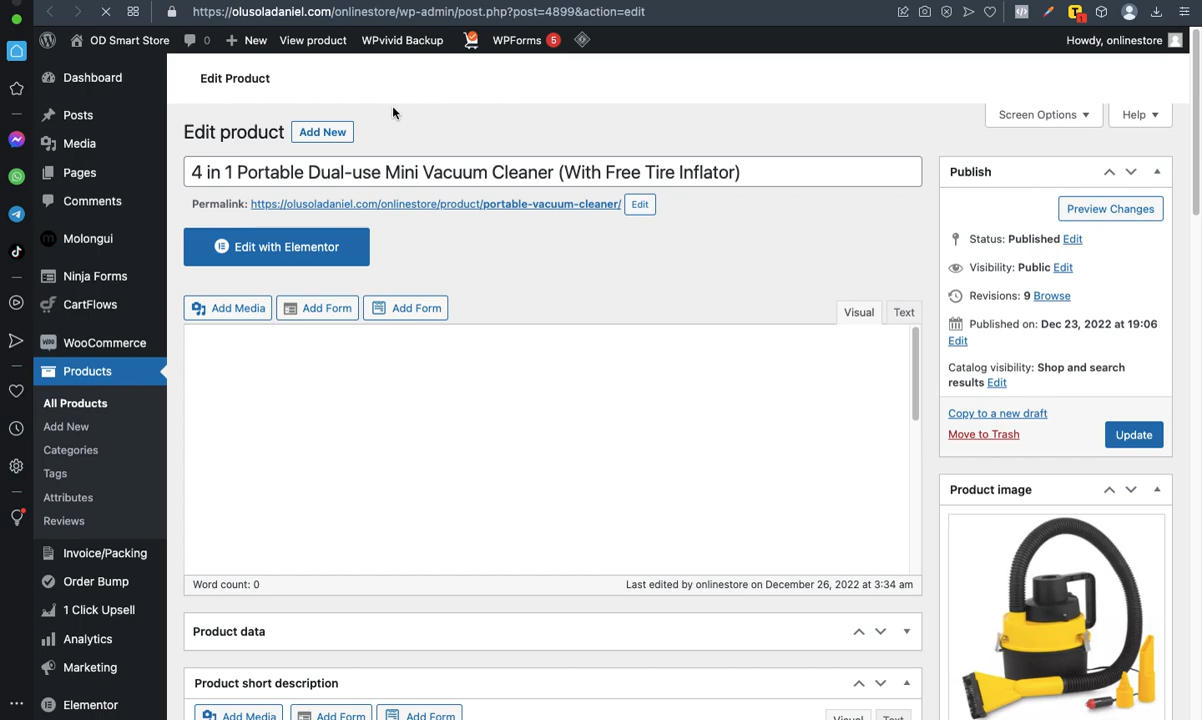 https://olusoladaniel.com/onlinestore/wp-admin/post.php?post=4899&action=edit
1
OD Smart Store 0 New View product WPvivid Backup WPForms 5 Howdy, onlinestore
Edit Product
Dashboard
Posts
Media
Pages
Comments
Molongui
Ninja Forms
CartFlows
WooCommerce
Products
All Products
Add New
Categories
Tags
Attributes
Reviews
Invoice/Packing
Order Bump
1 Click Upsell
Analytics
Marketing
Elementor
Screen Options Help
Edit product Add New
4 in 1 Portable Dual-use Mini Vacuum Cleaner (With Free Tire Inflator)
Permalink: https://olusoladaniel.com/onlinestore/product/portable-vacuum-cleaner/ Edit
Edit with Elementor
Add Media Add Form Add Form
Visual Text
Word count: 0 Last edited by onlinestore on December 26, 2022 at 3:34 am
Product data
Product short description
Add Media Add Form Add Form
Visual Text
Publish
Preview Changes
Status: Published Edit
Visibility: Public Edit
Revisions: 9 Browse
Published on: Dec 23, 2022 at 19:06
Edit
Catalog visibility: Shop and search
results Edit
Copy to a new draft
Move to Trash Update
Product image